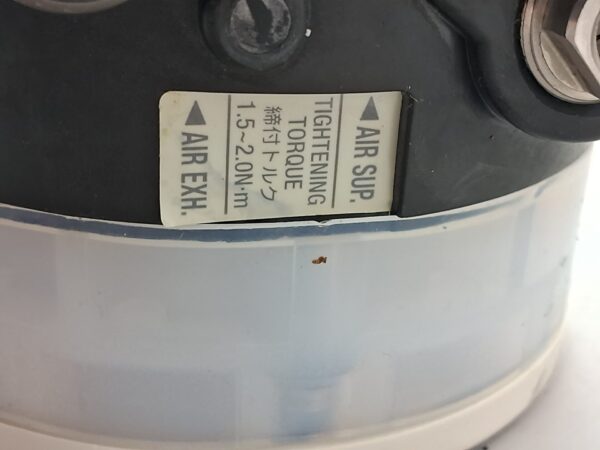 ◀ AIR SUP.
TIGHTENING
TORQUE
締付トルク
1.5~2.0N·m
◀ AIR EXH.